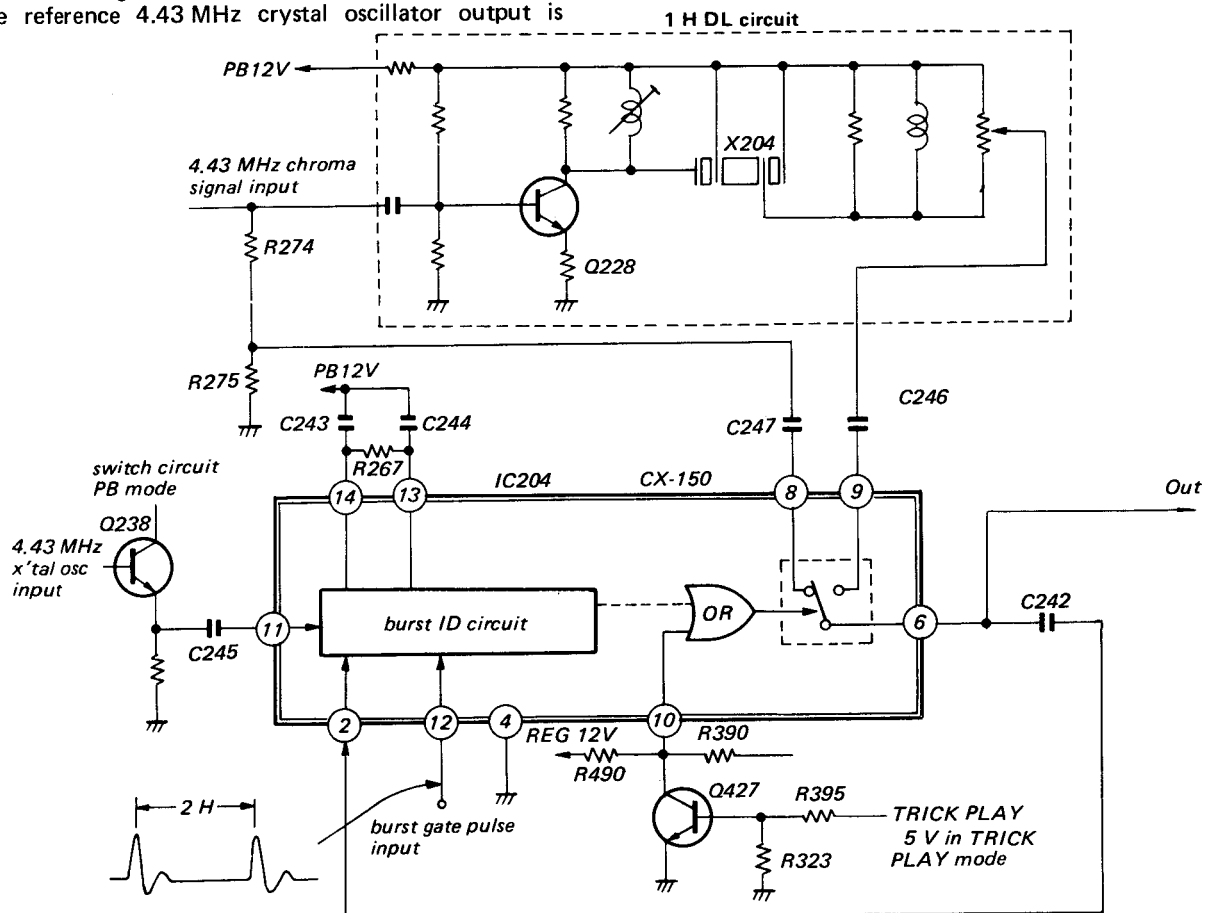 e reference 4.43 MHz crystal oscillator output is
1 H DL circuit
PB12V
X204
4.43 MHz chroma
signal input
R274
Q228
R275
PB12V
C243
C244
R267
C247
C246
switch circuit
PB mode
Q238
4.43 MHz
x'tal osc
input
C245
14
13
IC204
CX-150
8
9
Out
11
burst ID circuit
OR
6
C242
2
12
4
10
REG 12V
R490
R390
Q427
R395
TRICK PLAY
5 V in TRICK
PLAY mode
R323
2 H
burst gate pulse
input